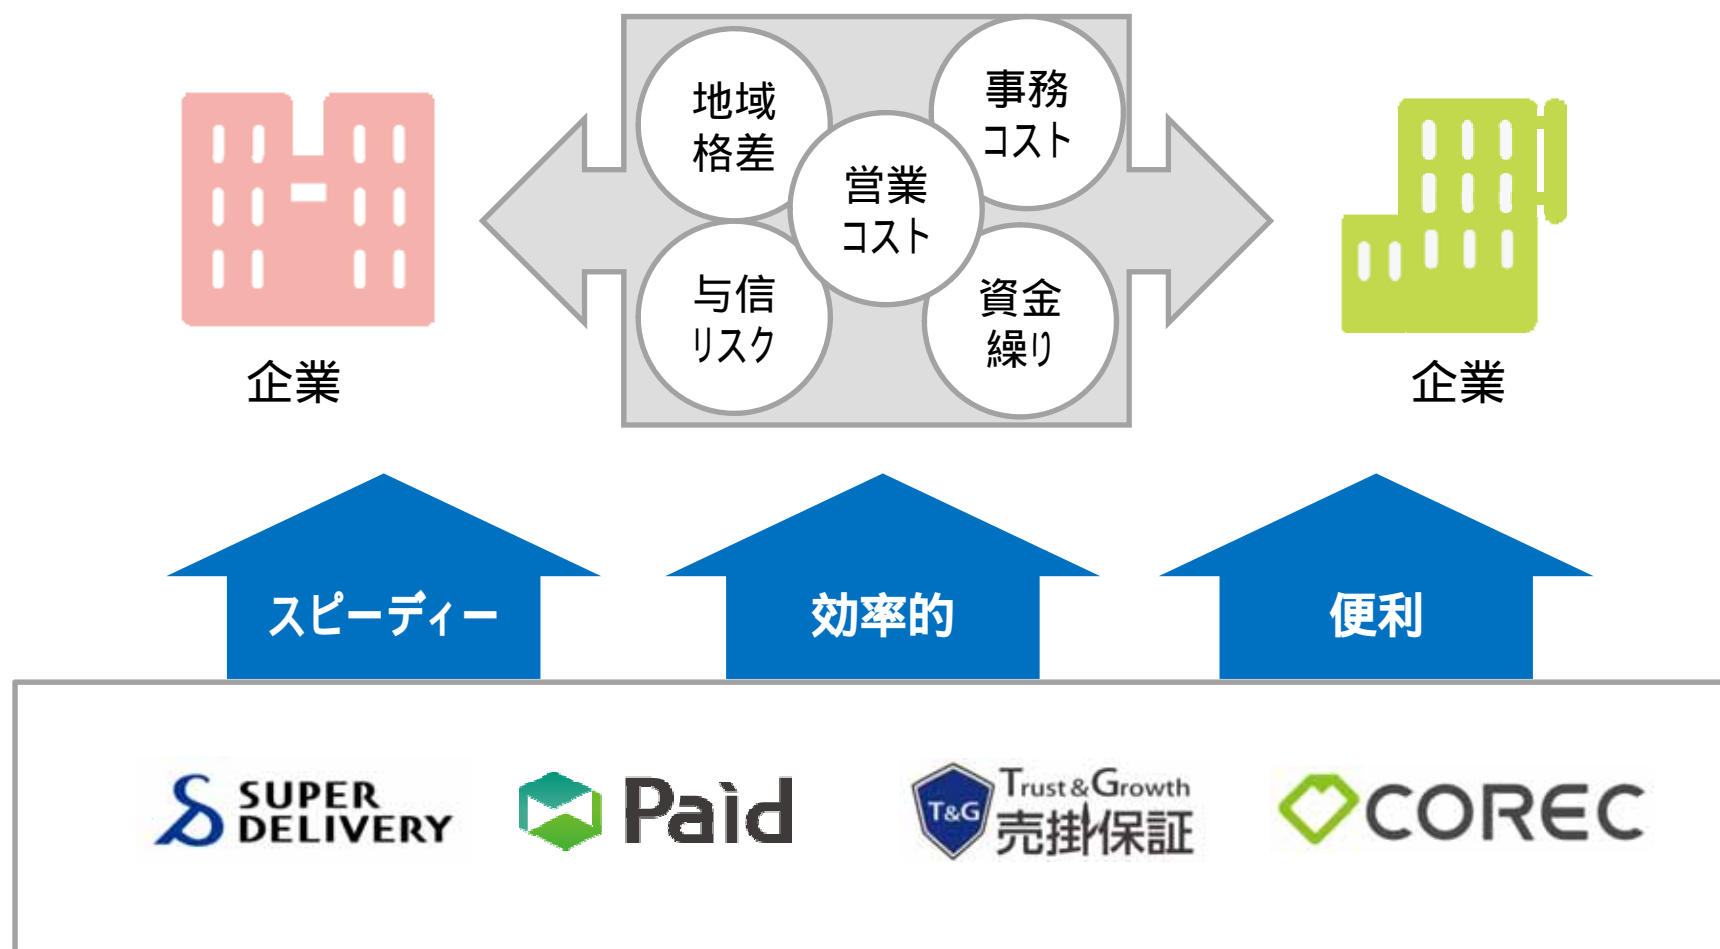 地域
格差
事務
コスト
営業
コスト
与信
リスク
資金
繰り
企業
企業
スピーディー
効率的
便利
SUPER
DELIVERY
Paid
T&G
Trust&Growth
売掛保証
COREC